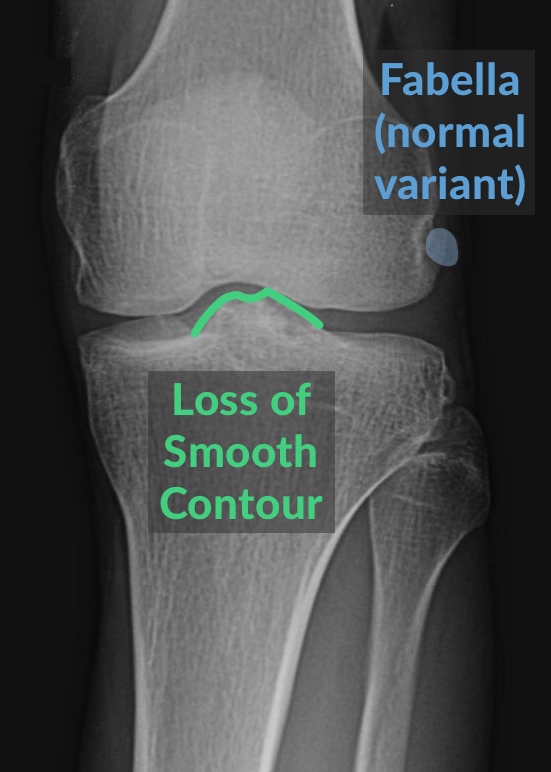 Fabella
(normal
variant)
Loss of
Smooth
Contour